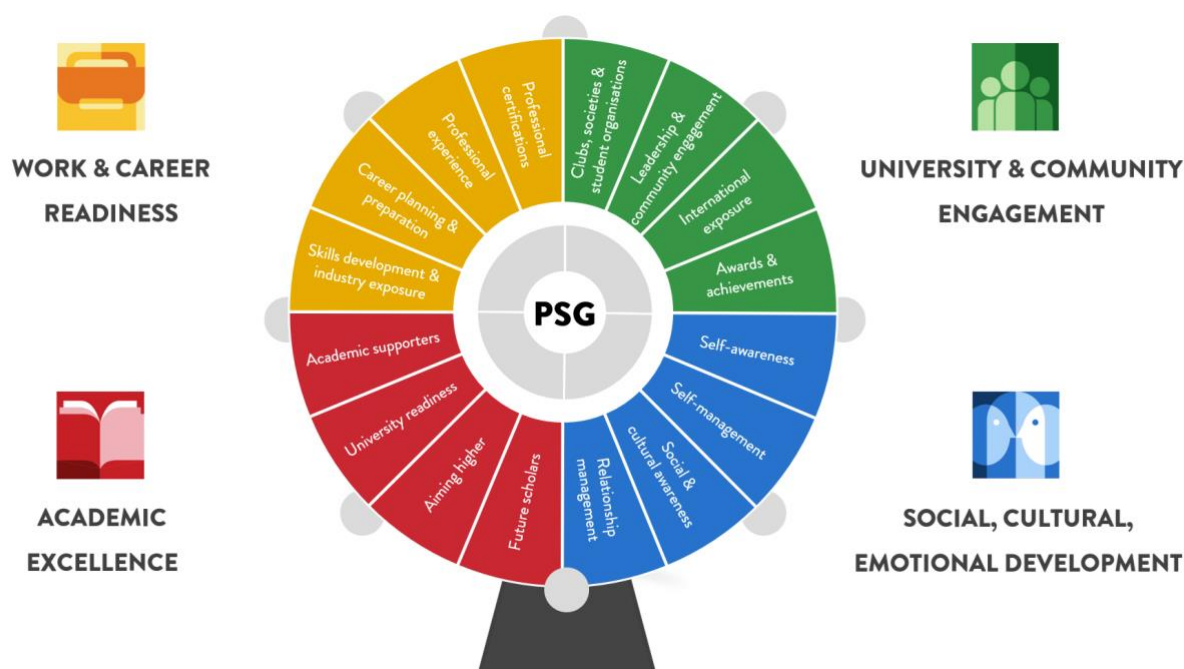 WORK & CAREER
READINESS
UNIVERSITY & COMMUNITY
ENGAGEMENT
ACADEMIC
EXCELLENCE
SOCIAL, CULTURAL,
EMOTIONAL DEVELOPMENT
PSG
Clubs, societies &
student organisations
Leadership &
community engagement
International
exposure
Awards &
achievements
Self-awareness
Self-management
Social &
cultural awareness
Relationship
management
Future scholars
Aiming higher
University readiness
Academic supporters
Skills development &
industry exposure
Career planning &
preparation
Professional
experience
Professional
certifications